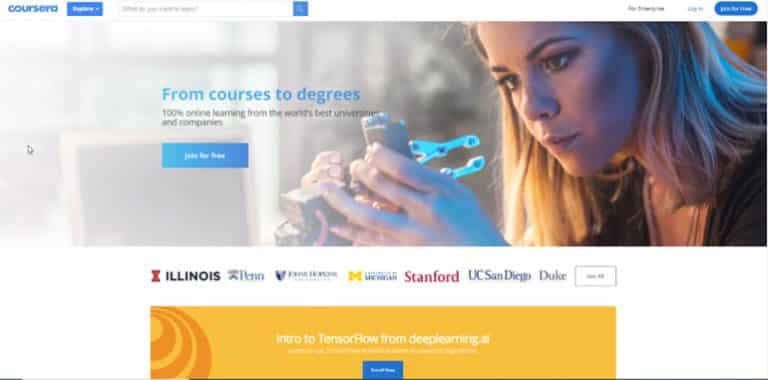 coursera
Explore
What do you want to learn?
For Enterprise
Log In
Join for Free
From courses to degrees
100% online learning from the world's best universities
and companies
Join for free
ILLINOIS
Penn
JOHNS HOPKINS
UNIVERSITY
MICHIGAN
Stanford
UC San Diego
Duke
See All
Intro to TensorFlow from deeplearning.ai
Enroll Now